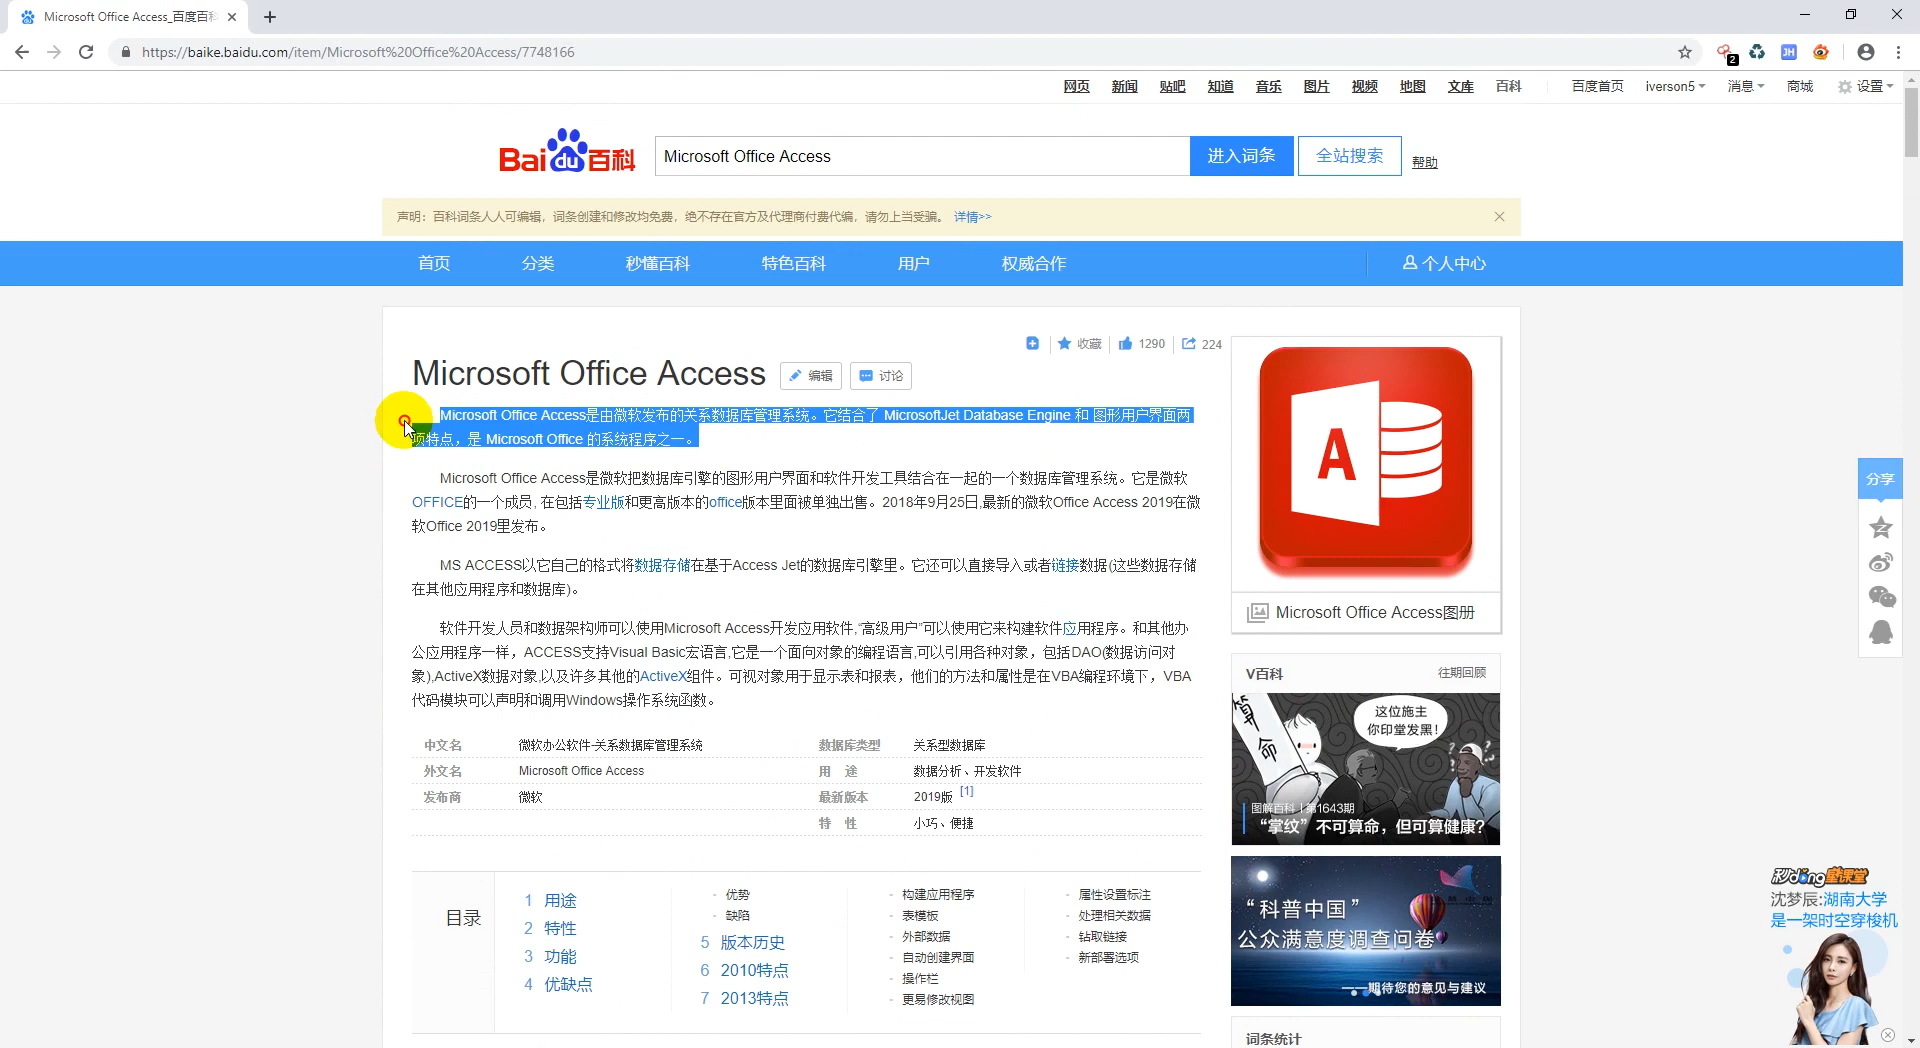 Microsoft Office Access_百度百科
https://baike.baidu.com/item/Microsoft%20Office%20Access/7748166
2
JH
网页 新闻 贴吧 知道 音乐 图片 视频 地图 文库 百科 百度首页 iverson5 消息 商城 设置
Bai du 百科
Microsoft Office Access
进入词条
全站搜索
帮助
声明：百科词条人人可编辑，词条创建和修改均免费，绝不存在官方及代理商付费代编，请勿上当受骗。 详情>>
首页 分类 秒懂百科 特色百科 用户 权威合作 个人中心
收藏 1290 224
Microsoft Office Access 编辑 讨论
Microsoft Office Access是由微软发布的关系数据库管理系统。它结合了 MicrosoftJet Database Engine 和 图形用户界面两
项特点，是 Microsoft Office 的系统程序之一。
Microsoft Office Access是微软把数据库引擎的图形用户界面和软件开发工具结合在一起的一个数据库管理系统。它是微软
OFFICE的一个成员, 在包括专业版和更高版本的office版本里面被单独出售。2018年9月25日,最新的微软Office Access 2019在微
软Office 2019里发布。
MS ACCESS以它自己的格式将数据存储在基于Access Jet的数据库引擎里。它还可以直接导入或者链接数据(这些数据存储
在其他应用程序和数据库)。
软件开发人员和数据架构师可以使用Microsoft Access开发应用软件,“高级用户”可以使用它来构建软件应用程序。和其他办
公应用程序一样，ACCESS支持Visual Basic宏语言,它是一个面向对象的编程语言,可以引用各种对象，包括DAO(数据访问对
象),ActiveX数据对象,以及许多其他的ActiveX组件。可视对象用于显示表和报表，他们的方法和属性是在VBA编程环境下，VBA
代码模块可以声明和调用Windows操作系统函数。
中文名 微软办公软件-关系数据库管理系统 数据库类型 关系型数据库
外文名 Microsoft Office Access 用 途 数据分析、开发软件
发布商 微软 最新版本 2019版 [1]
特 性 小巧、便捷
目录
1 用途
2 特性
3 功能
4 优缺点
- 优势
- 缺陷
5 版本历史
6 2010特点
7 2013特点
- 构建应用程序
- 表模板
- 外部数据
- 自动创建界面
- 操作栏
- 更易修改视图
- 属性设置标注
- 处理相关数据
- 钻取链接
- 新部署选项
A
Microsoft Office Access图册
V百科 往期回顾
算命
这位施主
你印堂发黑！
图解百科 | 第1643期
“掌纹”不可算命，但可算健康？
“科普中国”
公众满意度调查问卷
——期待您的意见与建议
词条统计
分享
秒dǒng星课堂
沈梦辰:湖南大学
是一架时空穿梭机